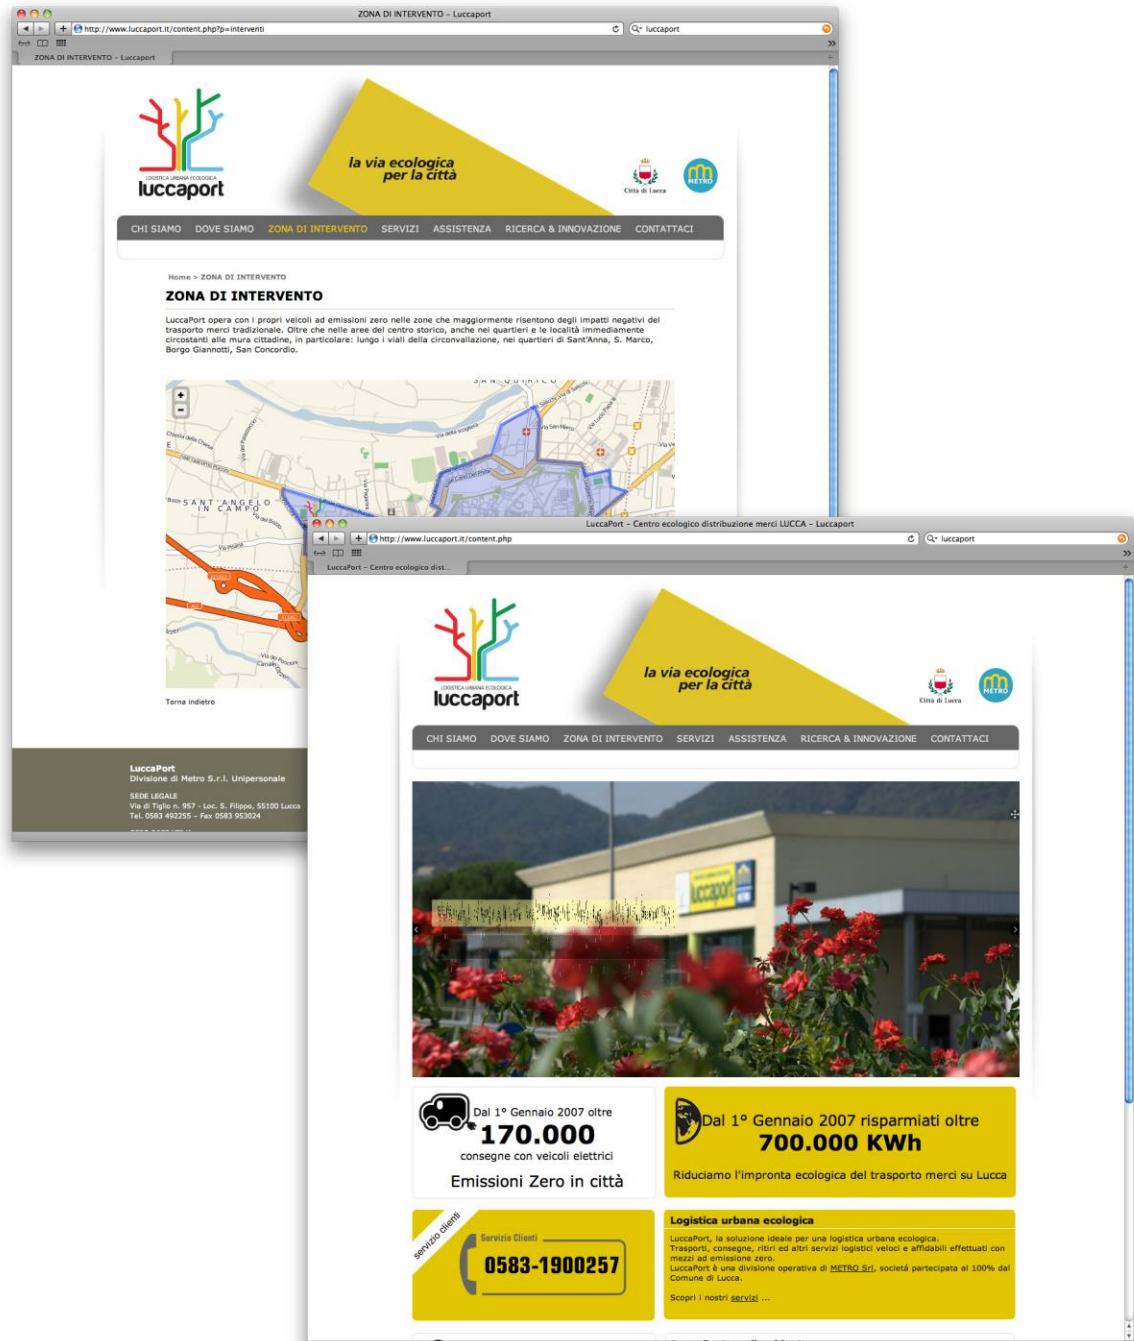 ZONA DI INTERVENTO – Luccaport
http://www.luccaport.it/content.php?p=interventi
luccaport
ZONA DI INTERVENTO – Luccaport
LOGISTICA URBANA ECOLOGICA
luccaport
la via ecologica
per la città
Città di Lucca
METRO
CHI SIAMO DOVE SIAMO ZONA DI INTERVENTO SERVIZI ASSISTENZA RICERCA & INNOVAZIONE CONTATTACI
Home > ZONA DI INTERVENTO
ZONA DI INTERVENTO
LuccaPort opera con i propri veicoli ad emissioni zero nelle zone che maggiormente risentono degli impatti negativi del
trasporto merci tradizionale. Oltre che nelle aree del centro storico, anche nei quartieri e le località immediamente
circostanti alle mura cittadine, in particolare: lungo i viali della circonvallazione, nei quartieri di Sant'Anna, S. Marco,
Borgo Giannotti, San Concordio.
+
SAN QUIRICO
-
Via della Scogliera
Via San Marco
SANT'ANGELO
IN CAMPO
Via Pisana
Torna indietro
LuccaPort
Divisione di Metro S.r.l. Unipersonale
SEDE LEGALE
Via di Tiglio n. 957 - Loc. S. Filippo, 55100 Lucca
Tel. 0583 492255 – Fax 0583 953024
LuccaPort – Centro ecologico distribuzione merci LUCCA – Luccaport
http://www.luccaport.it/content.php
luccaport
LuccaPort – Centro ecologico dist...
LOGISTICA URBANA ECOLOGICA
luccaport
la via ecologica
per la città
Città di Lucca
METRO
CHI SIAMO DOVE SIAMO ZONA DI INTERVENTO SERVIZI ASSISTENZA RICERCA & INNOVAZIONE CONTATTACI
luccaport
Dal 1° Gennaio 2007 oltre
170.000
consegne con veicoli elettrici
Emissioni Zero in città
Dal 1° Gennaio 2007 risparmiati oltre
700.000 KWh
Riduciamo l'impronta ecologica del trasporto merci su Lucca
servizio clienti
Servizio Clienti
0583-1900257
Logistica urbana ecologica
LuccaPort, la soluzione ideale per una logistica urbana ecologica.
Trasporti, consegne, ritiri ed altri servizi logistici veloci e affidabili effettuati con
mezzi ad emissione zero.
LuccaPort è una divisione operativa di METRO Srl, societá partecipata al 100% dal
Comune di Lucca.
Scopri i nostri servizi ...